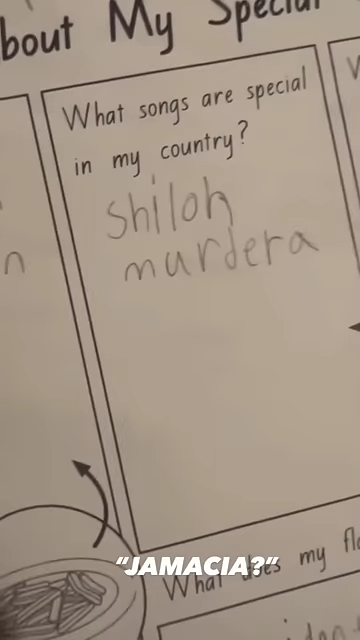 bout My Special
What songs are special
in my country?
Shiloh
murdera
n
"JAMACIA?"
What does my fl